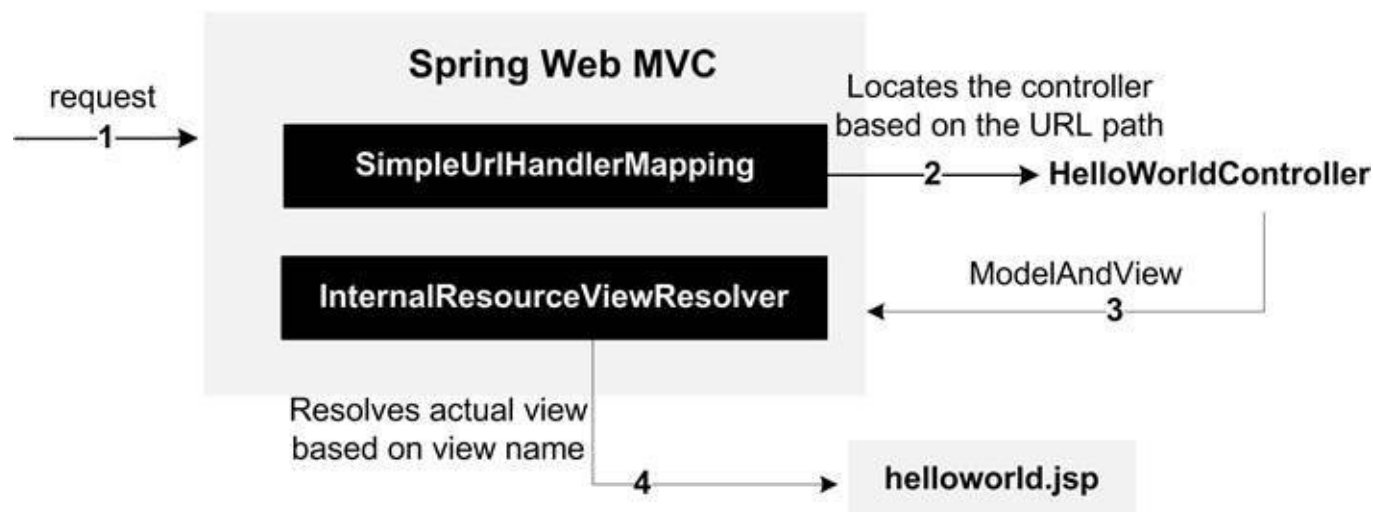 Spring Web MVC
request
1
SimpleUrlHandlerMapping
Locates the controller
based on the URL path
2
HelloWorldController
InternalResourceViewResolver
ModelAndView
3
Resolves actual view
based on view name
4
helloworld.jsp